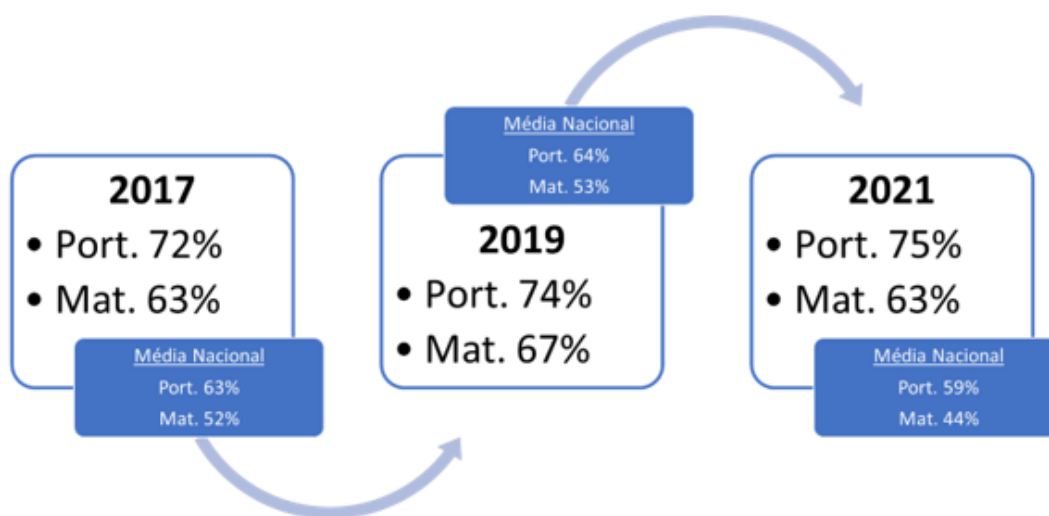 2017
• Port. 72%
• Mat. 63%
Média Nacional
Port. 63%
Mat. 52%
Média Nacional
Port. 64%
Mat. 53%
2019
• Port. 74%
• Mat. 67%
2021
• Port. 75%
• Mat. 63%
Média Nacional
Port. 59%
Mat. 44%